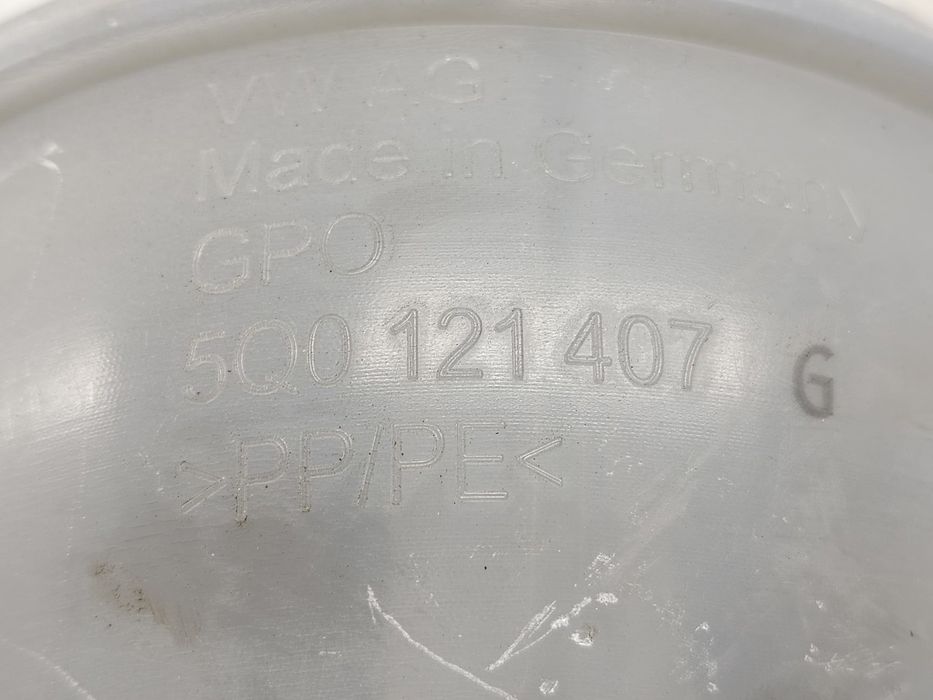 VW AG
Made in Germany
GPO
5Q0 121 407 G
>PP/PE<